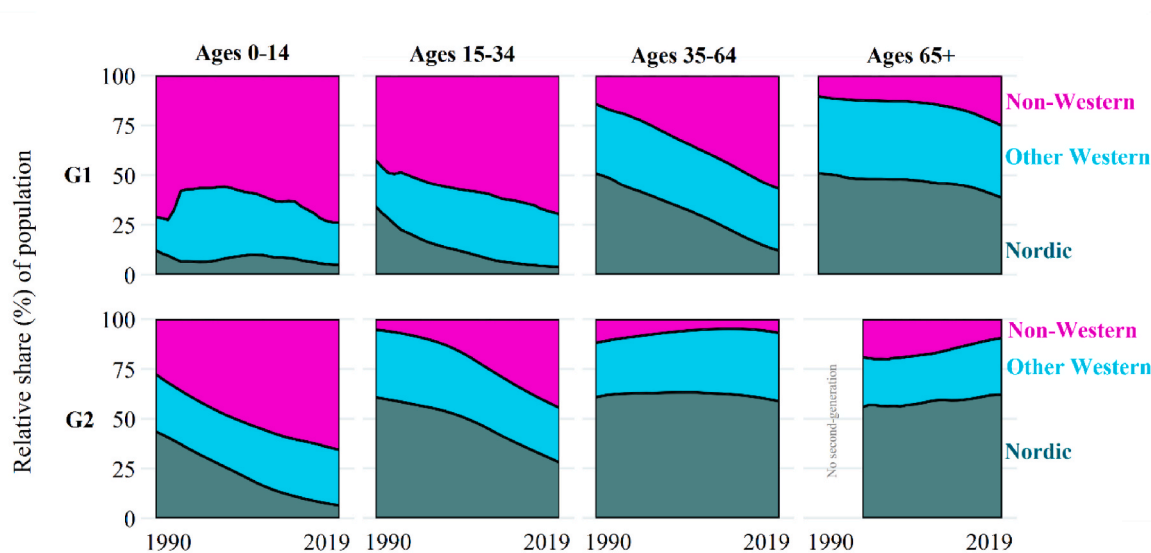 Ages 0-14
Ages 15-34
Ages 35-64
Ages 65+
Relative share (%) of population
G1
100
75
50
25
0
Non-Western
Other Western
Nordic
G2
100
75
50
25
0
No second-generation
Non-Western
Other Western
Nordic
1990
2019
1990
2019
1990
2019
1990
2019